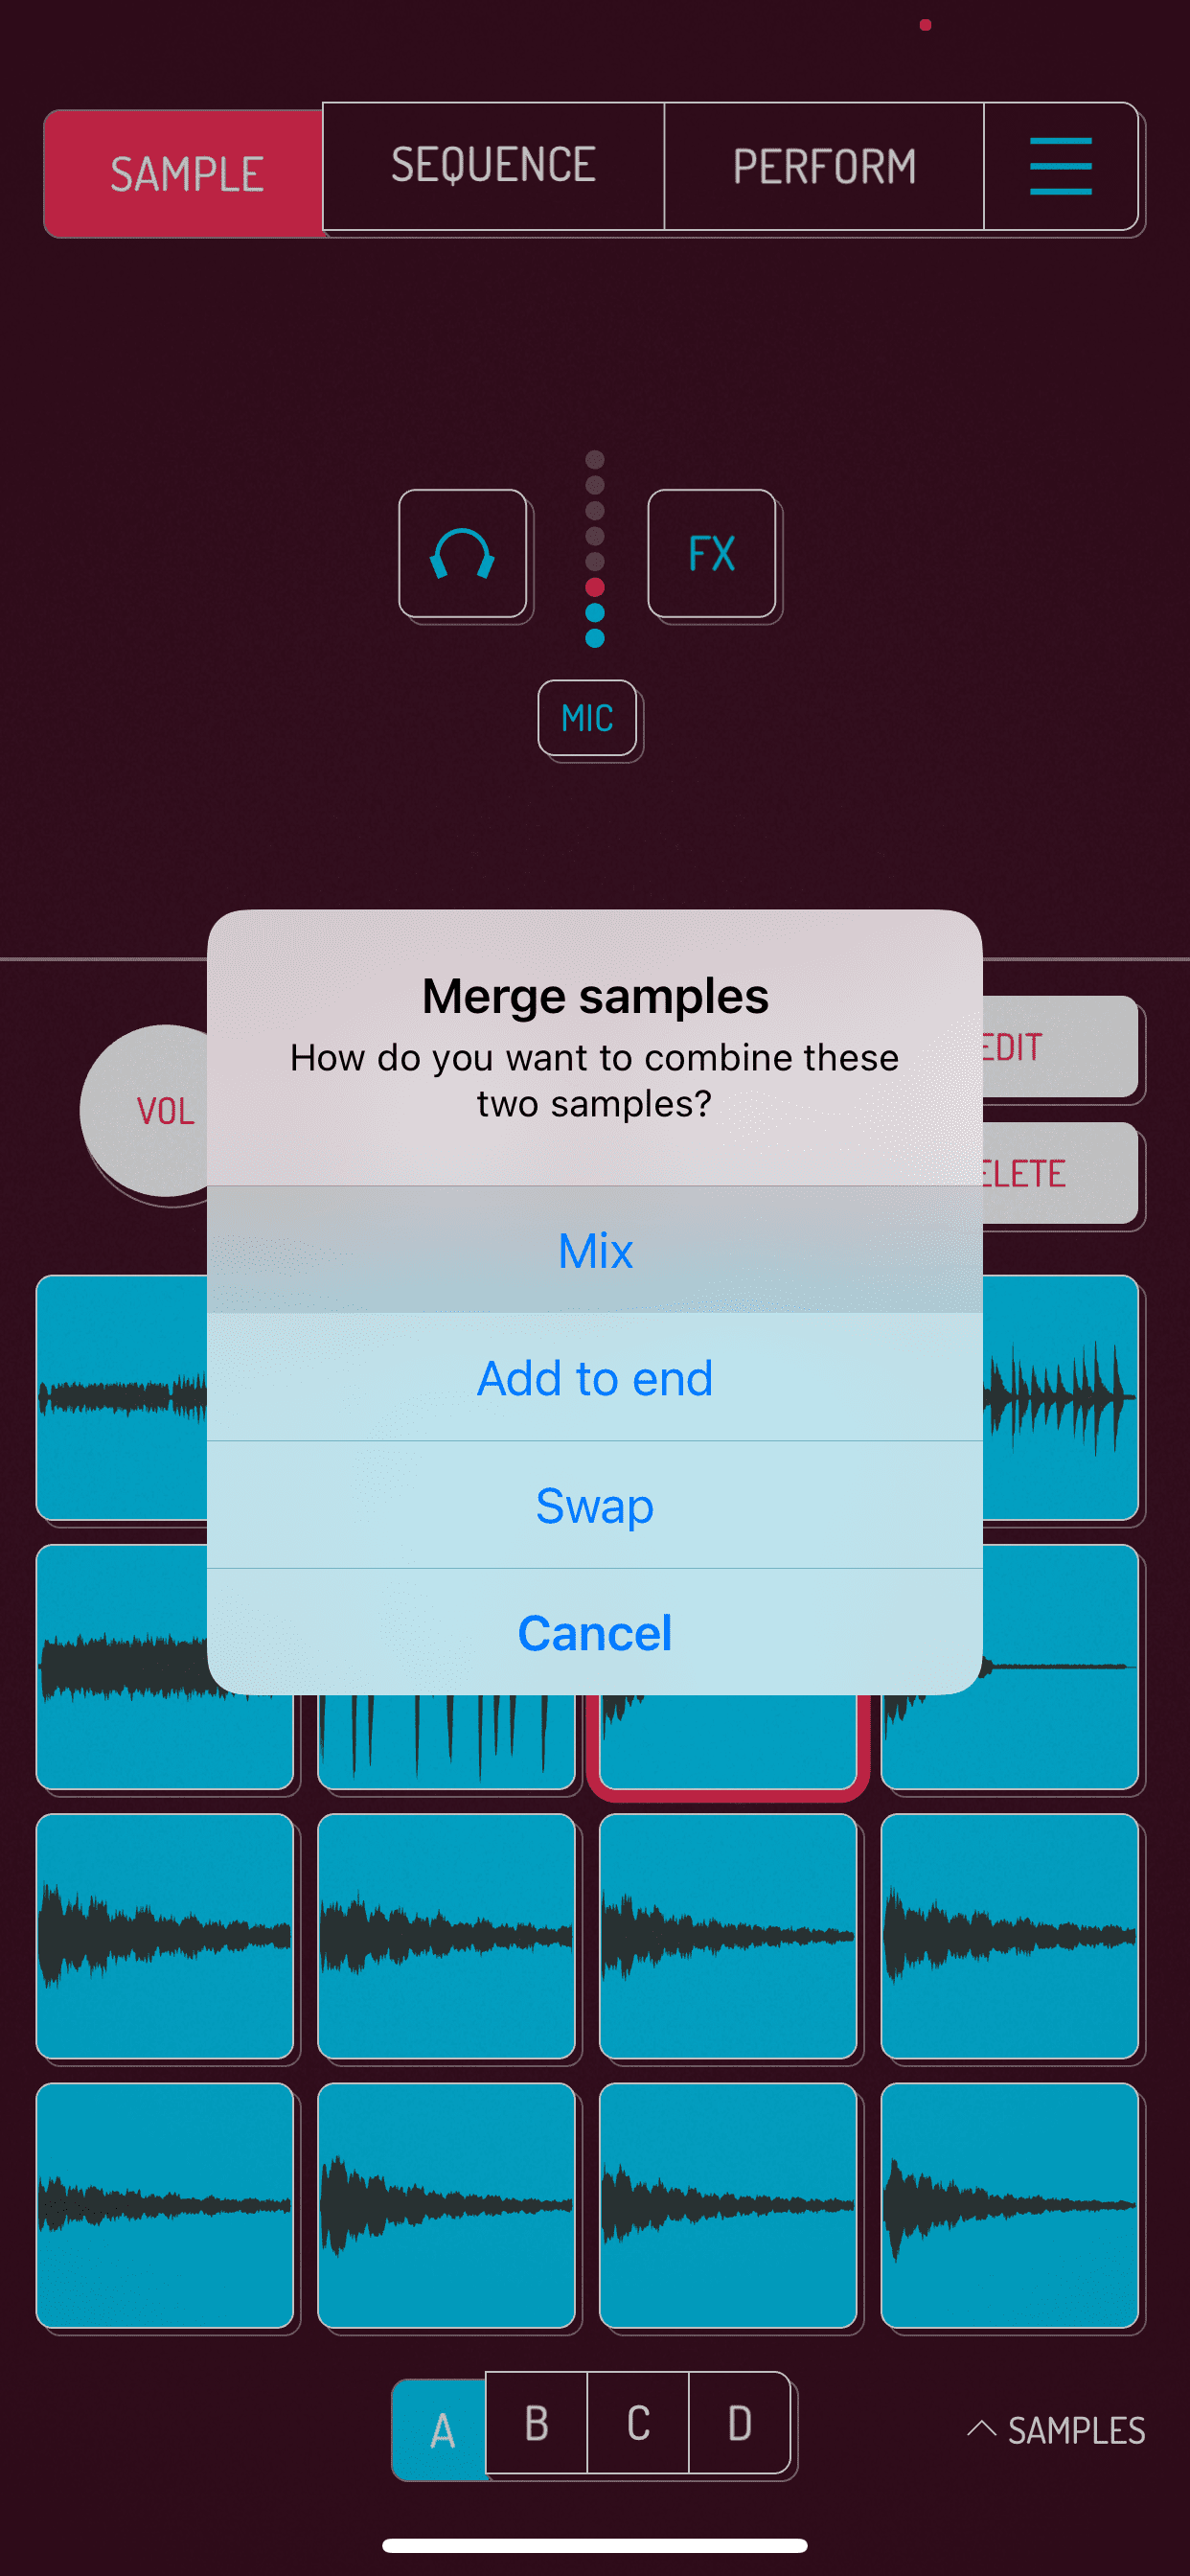 SAMPLE SEQUENCE PERFORM
FX
MIC
Merge samples
How do you want to combine these
two samples?
VOL
EDIT
ELETE
Mix
Add to end
Swap
Cancel
A B C D
SAMPLES